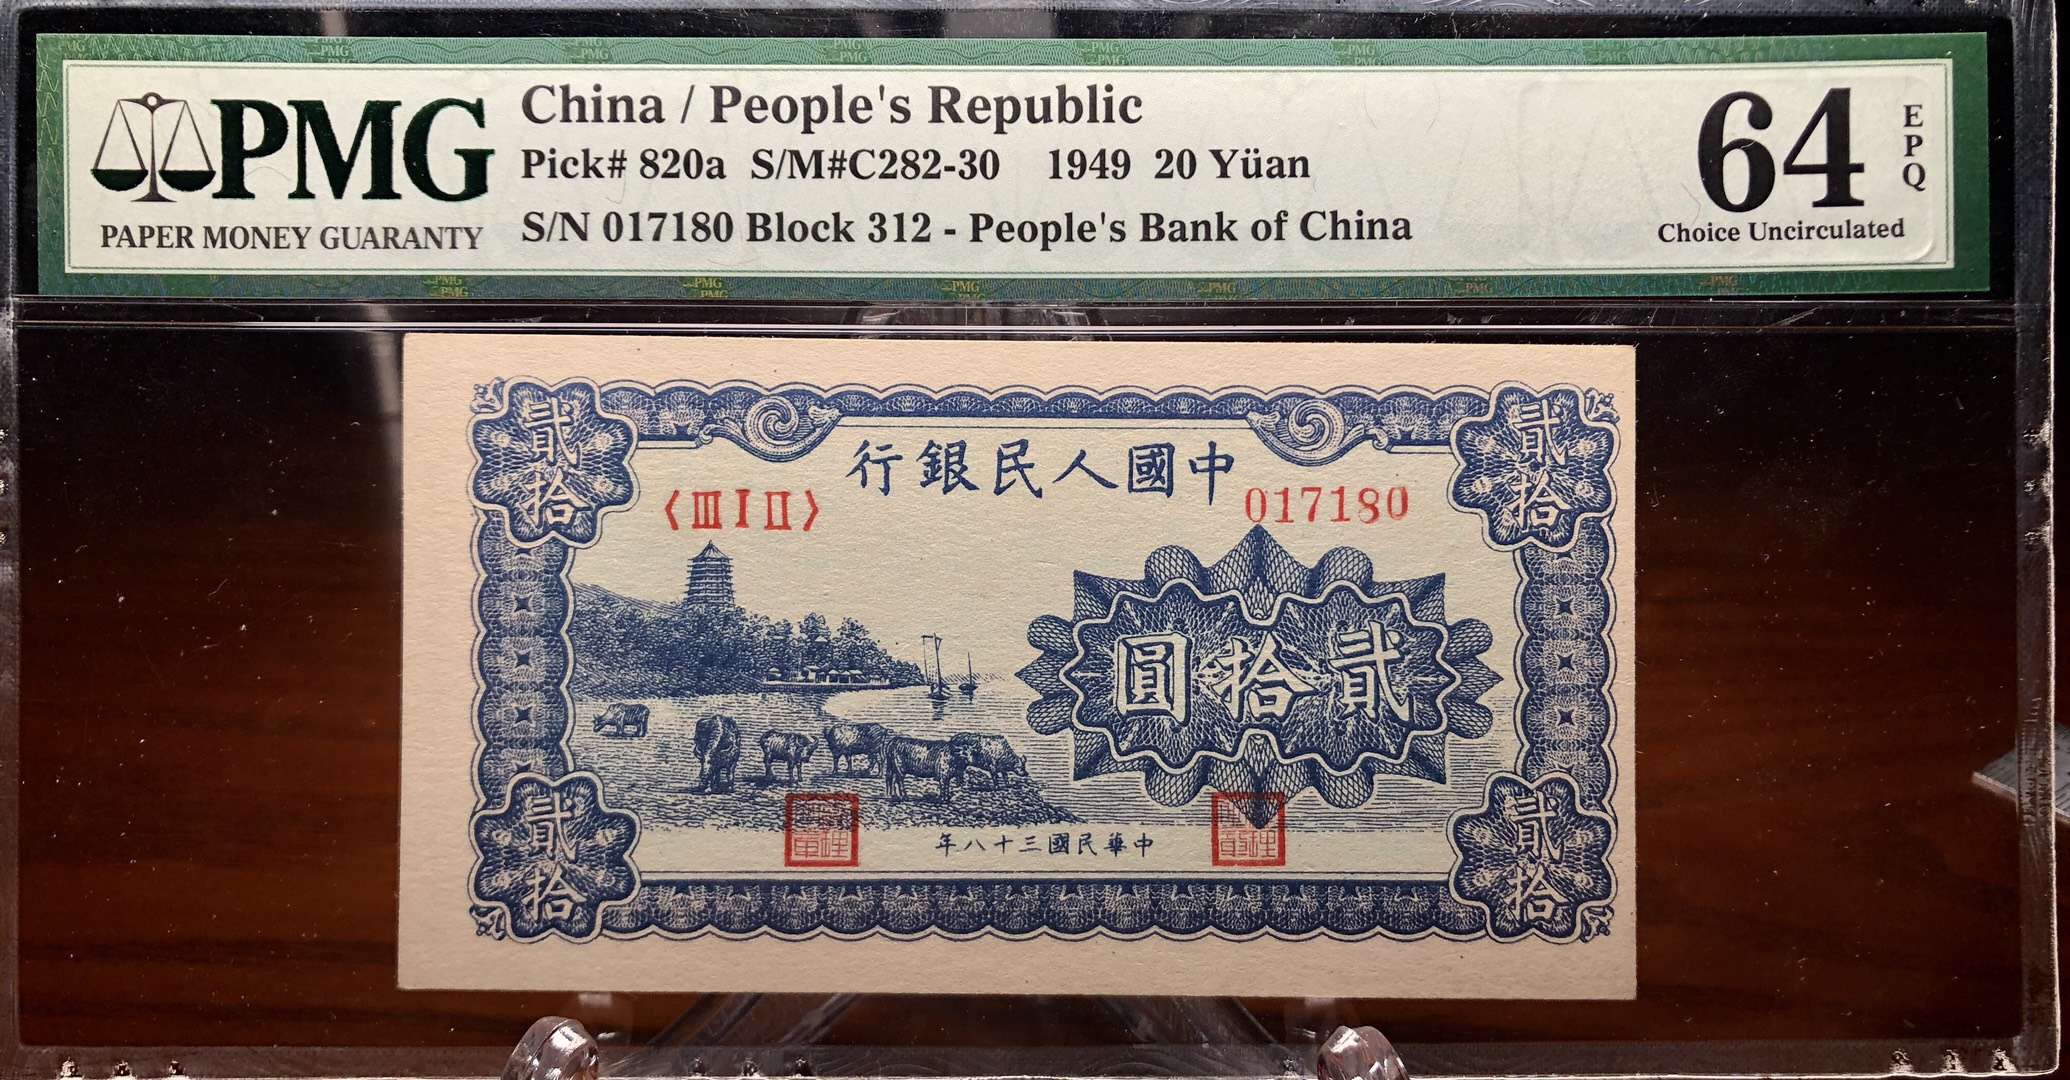 PMG
PAPER MONEY GUARANTY
China / People's Republic
Pick# 820a S/M#C282-30 1949 20 Yüan
S/N 017180 Block 312 - People's Bank of China
64
EPQ
Choice Uncirculated
行銀民人國中
〈ⅢⅠⅡ〉
017180
貳拾
貳拾
圓拾貳
年八十三國民華中
貳拾
貳拾